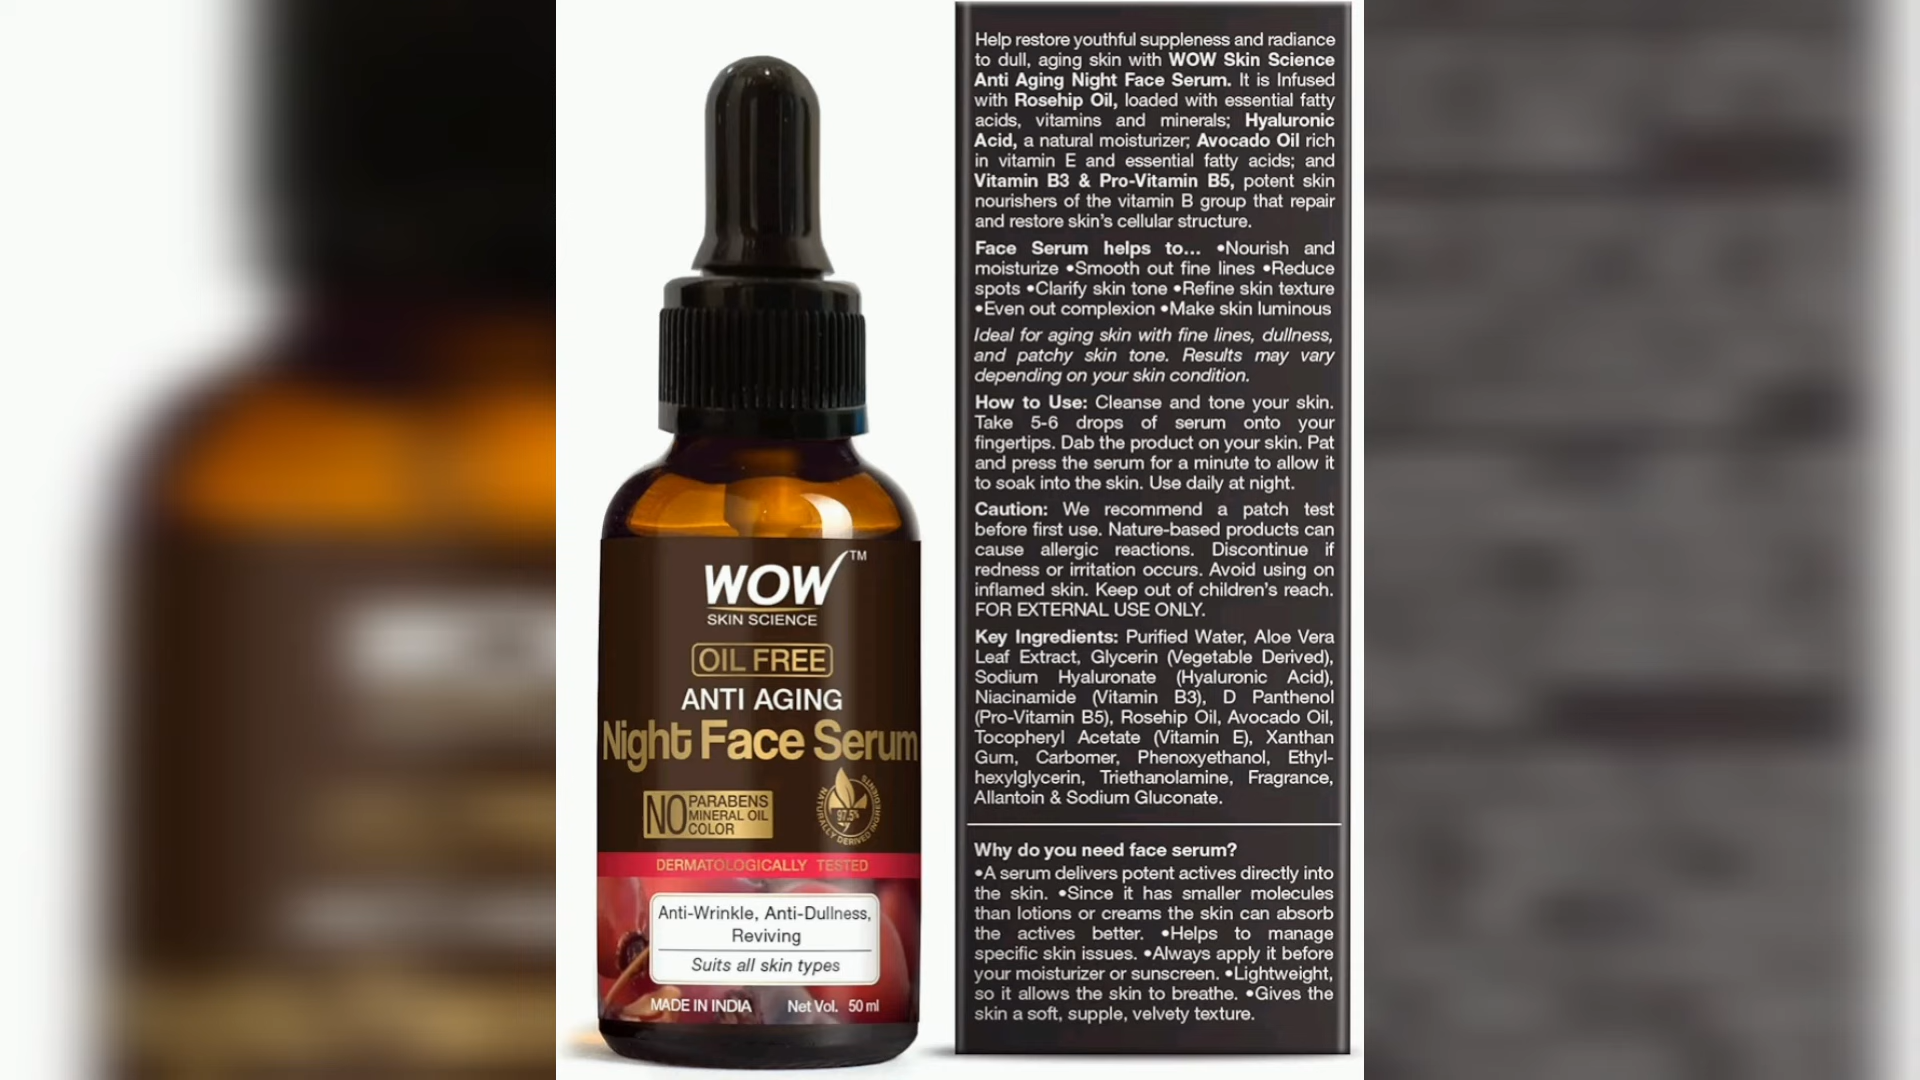 WOW™
SKIN SCIENCE
OIL FREE
ANTI AGING
Night Face Serum
NO PARABENS
MINERAL OIL
COLOR
97.5%
NATURALLY DERIVED INGREDIENTS
DERMATOLOGICALLY TESTED
Anti-Wrinkle, Anti-Dullness,
Reviving
Suits all skin types
MADE IN INDIA Net Vol. 50 ml
Help restore youthful suppleness and radiance
to dull, aging skin with WOW Skin Science
Anti Aging Night Face Serum. It is Infused
with Rosehip Oil, loaded with essential fatty
acids, vitamins and minerals; Hyaluronic
Acid, a natural moisturizer; Avocado Oil rich
in vitamin E and essential fatty acids; and
Vitamin B3 & Pro-Vitamin B5, potent skin
nourishers of the vitamin B group that repair
and restore skin's cellular structure.
Face Serum helps to... •Nourish and
moisturize •Smooth out fine lines •Reduce
spots •Clarify skin tone •Refine skin texture
•Even out complexion •Make skin luminous
Ideal for aging skin with fine lines, dullness,
and patchy skin tone. Results may vary
depending on your skin condition.
How to Use: Cleanse and tone your skin.
Take 5-6 drops of serum onto your
fingertips. Dab the product on your skin. Pat
and press the serum for a minute to allow it
to soak into the skin. Use daily at night.
Caution: We recommend a patch test
before first use. Nature-based products can
cause allergic reactions. Discontinue if
redness or irritation occurs. Avoid using on
inflamed skin. Keep out of children's reach.
FOR EXTERNAL USE ONLY.
Key Ingredients: Purified Water, Aloe Vera
Leaf Extract, Glycerin (Vegetable Derived),
Sodium Hyaluronate (Hyaluronic Acid),
Niacinamide (Vitamin B3), D Panthenol
(Pro-Vitamin B5), Rosehip Oil, Avocado Oil,
Tocopheryl Acetate (Vitamin E), Xanthan
Gum, Carbomer, Phenoxyethanol, Ethyl-
hexylglycerin, Triethanolamine, Fragrance,
Allantoin & Sodium Gluconate.
Why do you need face serum?
•A serum delivers potent actives directly into
the skin. •Since it has smaller molecules
than lotions or creams the skin can absorb
the actives better. •Helps to manage
specific skin issues. •Always apply it before
your moisturizer or sunscreen. •Lightweight,
so it allows the skin to breathe. •Gives the
skin a soft, supple, velvety texture.